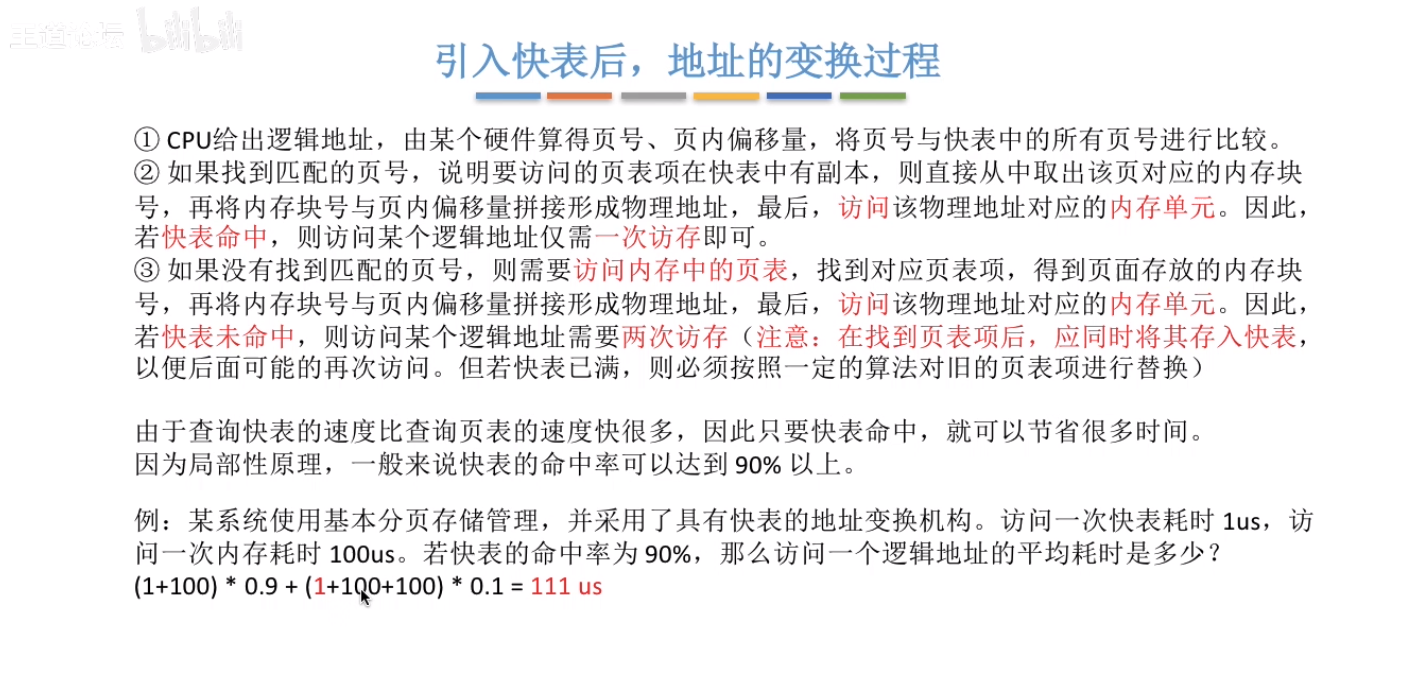 王道论坛 bilibili
引入快表后，地址的变换过程
① CPU给出逻辑地址，由某个硬件算得页号、页内偏移量，将页号与快表中的所有页号进行比较。
② 如果找到匹配的页号，说明要访问的页表项在快表中有副本，则直接从中取出该页对应的内存块
号，再将内存块号与页内偏移量拼接形成物理地址，最后，访问该物理地址对应的内存单元。因此，
若快表命中，则访问某个逻辑地址仅需一次访存即可。
③ 如果没有找到匹配的页号，则需要访问内存中的页表，找到对应页表项，得到页面存放的内存块
号，再将内存块号与页内偏移量拼接形成物理地址，最后，访问该物理地址对应的内存单元。因此，
若快表未命中，则访问某个逻辑地址需要两次访存（注意：在找到页表项后，应同时将其存入快表，
以便后面可能的再次访问。但若快表已满，则必须按照一定的算法对旧的页表项进行替换）
由于查询快表的速度比查询页表的速度快很多，因此只要快表命中，就可以节省很多时间。
因为局部性原理，一般来说快表的命中率可以达到 90% 以上。
例：某系统使用基本分页存储管理，并采用了具有快表的地址变换机构。访问一次快表耗时 1us，访
问一次内存耗时 100us。若快表的命中率为 90%，那么访问一个逻辑地址的平均耗时是多少？
(1+100) * 0.9 + (1+100+100) * 0.1 = 111 us